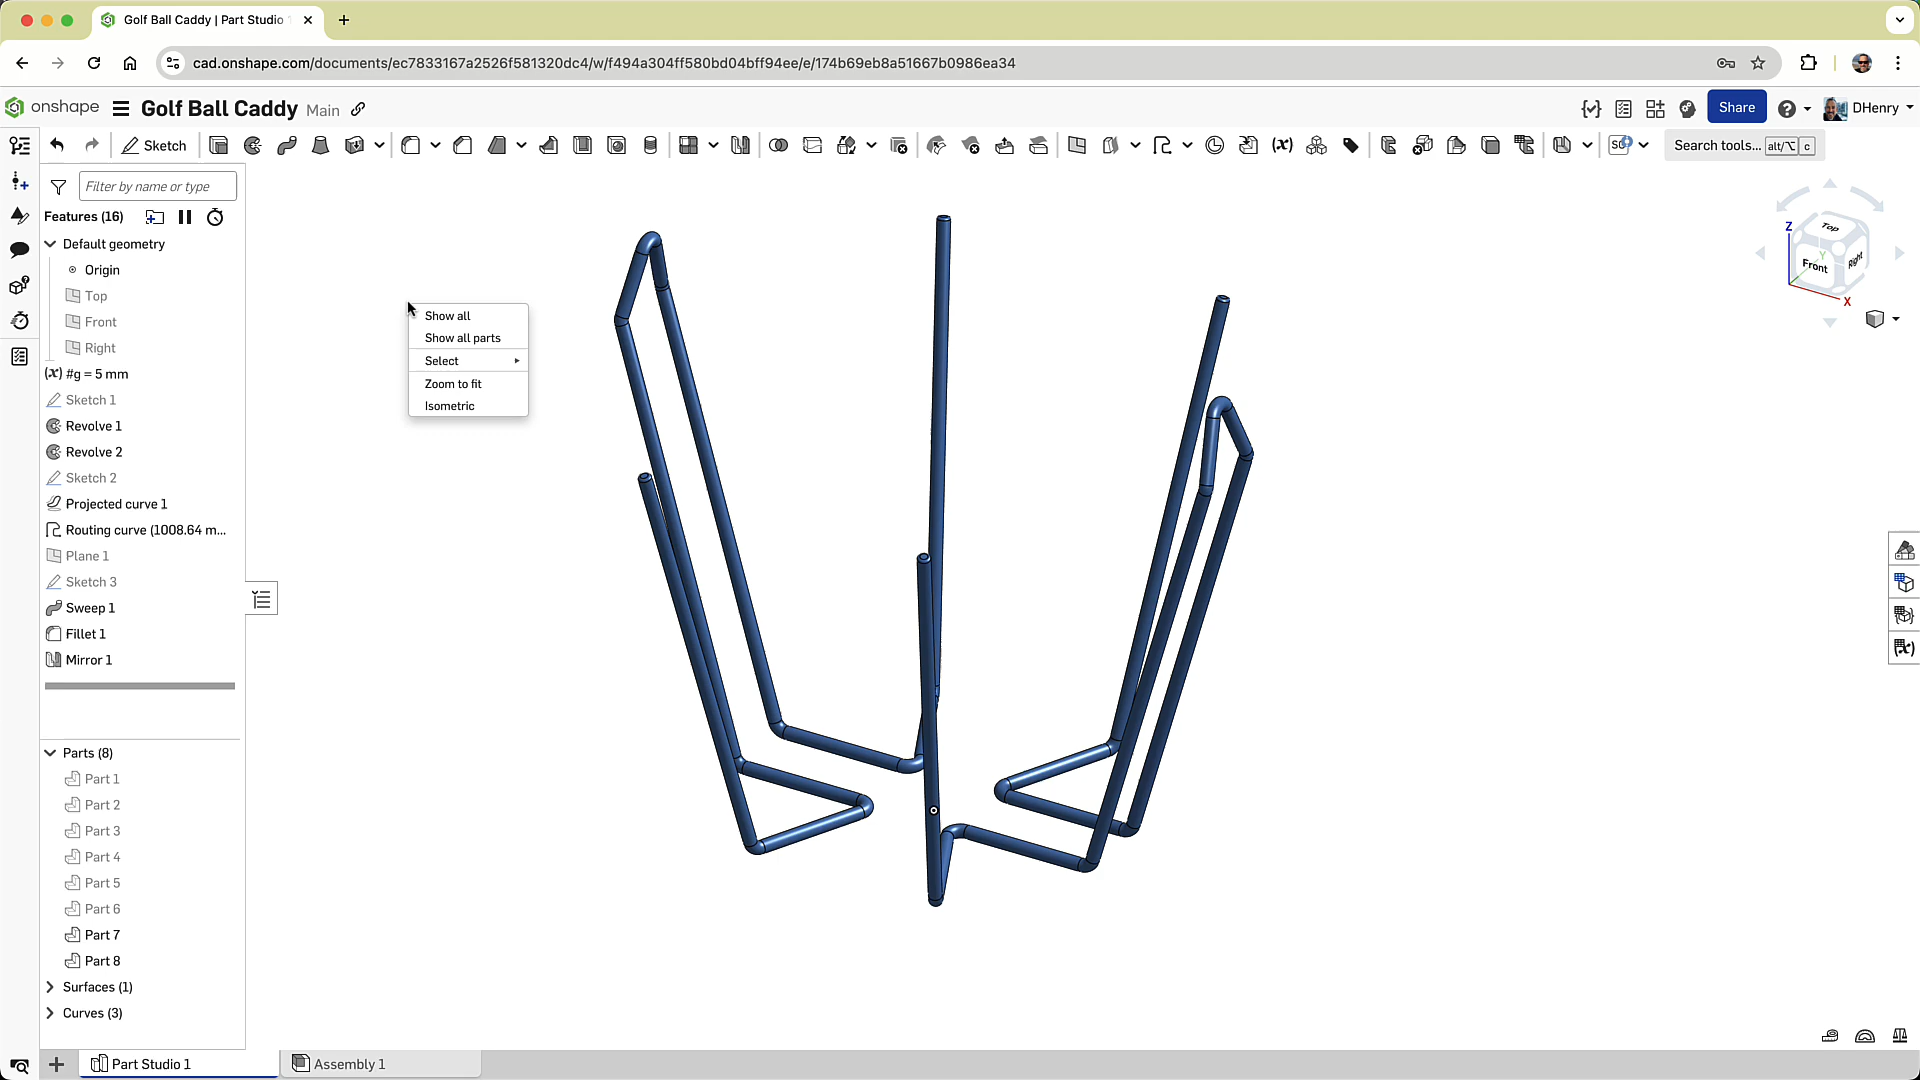 Golf Ball Caddy | Part Studio
cad.onshape.com/documents/ec7833167a2526f581320dc4/w/f494a304ff580bd04bff94ee/e/174b69eb8a51667b0986ea34
onshape
Golf Ball Caddy Main
Share
DHenry
Sketch
Search tools... alt/⌥ c
Filter by name or type
Features (16)
Default geometry
Origin
Top
Front
Right
(x) #g = 5 mm
Sketch 1
Revolve 1
Revolve 2
Sketch 2
Projected curve 1
Routing curve (1008.64 m...
Plane 1
Sketch 3
Sweep 1
Fillet 1
Mirror 1
Parts (8)
Part 1
Part 2
Part 3
Part 4
Part 5
Part 6
Part 7
Part 8
Surfaces (1)
Curves (3)
Show all
Show all parts
Select
Zoom to fit
Isometric
Z
Top
Y
Front
Right
X
Part Studio 1
Assembly 1